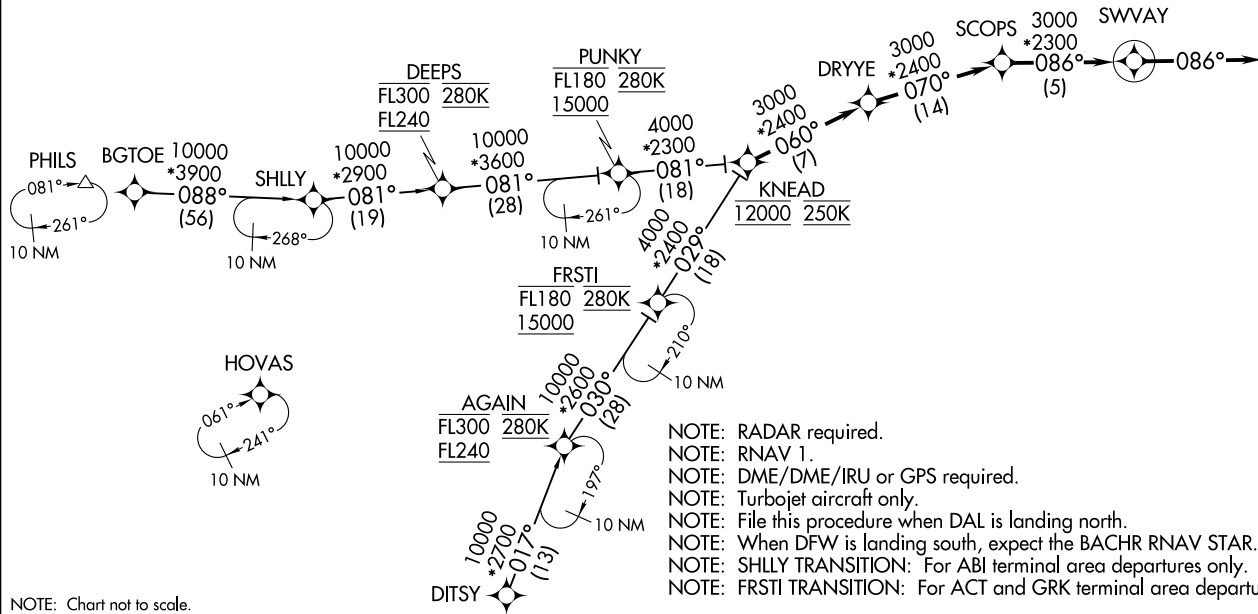 PHILS
081°
261°
10 NM
BGTOE
10000
*3900
088°
(56)
SHLLY
268°
10 NM
10000
*2900
081°
(19)
DEEPS
FL300 280K
FL240
10000
*3600
081°
(28)
PUNKY
FL180 280K
15000
261°
10 NM
4000
*2300
081°
(18)
KNEAD
12000 250K
3000
*2400
060°
(7)
DRYYE
3000
*2400
070°
(14)
SCOPS
3000
*2300
086°
(5)
SWVAY
086°
4000
*2400
029°
(18)
FRSTI
FL180 280K
15000
210°
10 NM
10000
*2600
030°
(28)
AGAIN
FL300 280K
FL240
197°
10 NM
10000
*2700
017°
(13)
DITSY
HOVAS
061°
241°
10 NM
NOTE: RADAR required.
NOTE: RNAV 1.
NOTE: DME/DME/IRU or GPS required.
NOTE: Turbojet aircraft only.
NOTE: File this procedure when DAL is landing north.
NOTE: When DFW is landing south, expect the BACHR RNAV STAR.
NOTE: SHLLY TRANSITION: For ABI terminal area departures only.
NOTE: FRSTI TRANSITION: For ACT and GRK terminal area departu
NOTE: Chart not to scale.